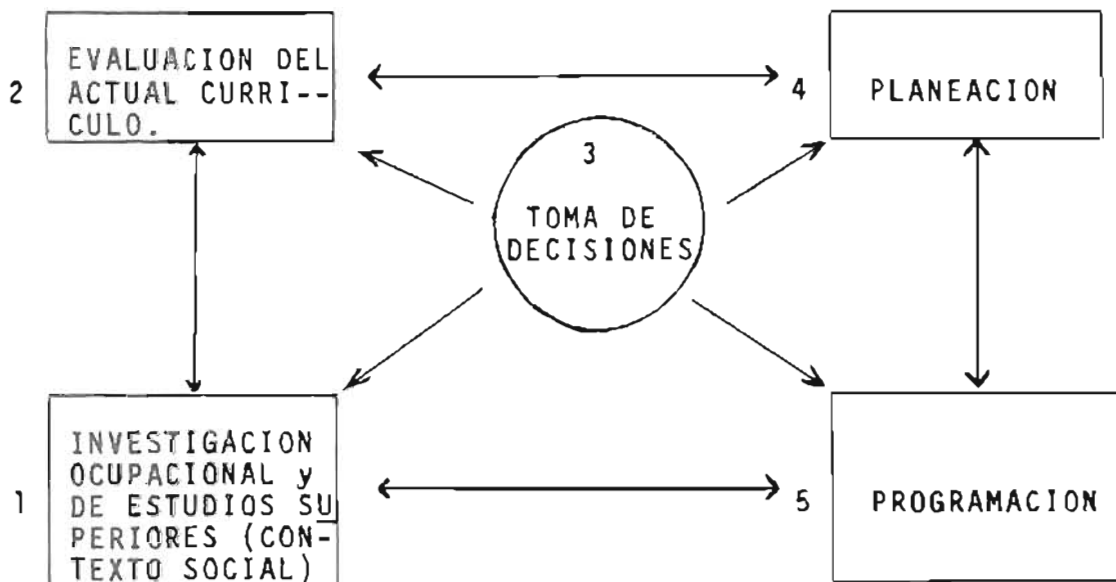 2
EVALUACION DEL
ACTUAL CURRI--
CULO.
4
PLANEACION
3
TOMA DE
DECISIONES
1
INVESTIGACION
OCUPACIONAL y
DE ESTUDIOS SU
PERIORES (CON-
TEXTO SOCIAL)
5
PROGRAMACION